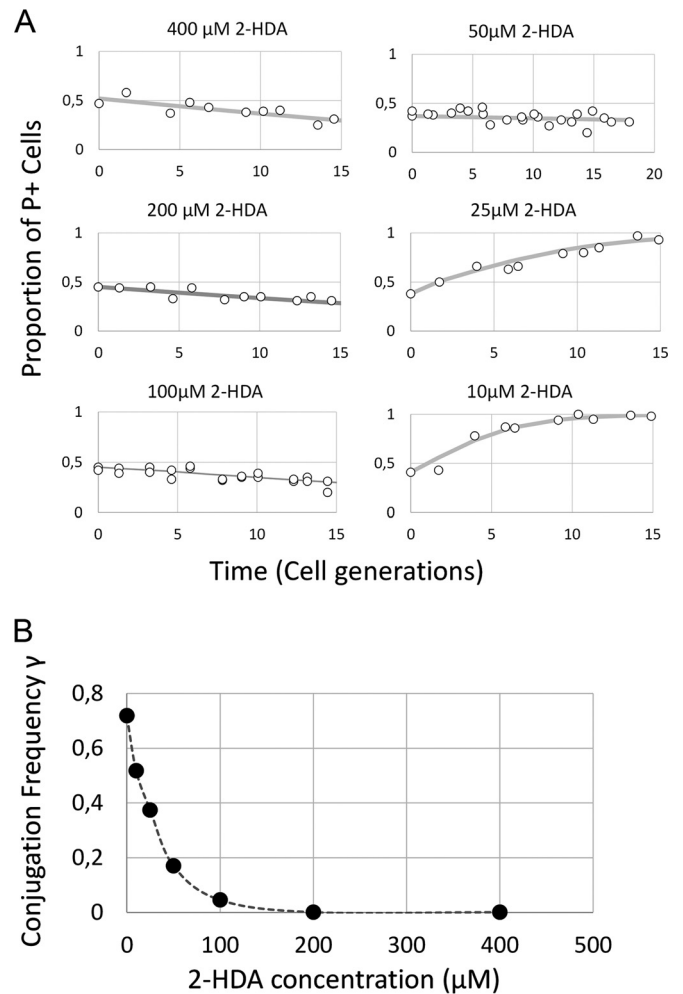 A
Proportion of P+ Cells
400 µM 2-HDA
1
0,5
0
0 5 10 15
50µM 2-HDA
1
0,5
0
0 5 10 15 20
200 µM 2-HDA
1
0,5
0
0 5 10 15
25µM 2-HDA
1
0,5
0
0 5 10 15
100µM 2-HDA
1
0,5
0
0 5 10 15
10µM 2-HDA
1
0,5
0
0 5 10 15
Time (Cell generations)
B
Conjugation Frequency γ
0,8
0,6
0,4
0,2
0
0 100 200 300 400 500
2-HDA concentration (µM)